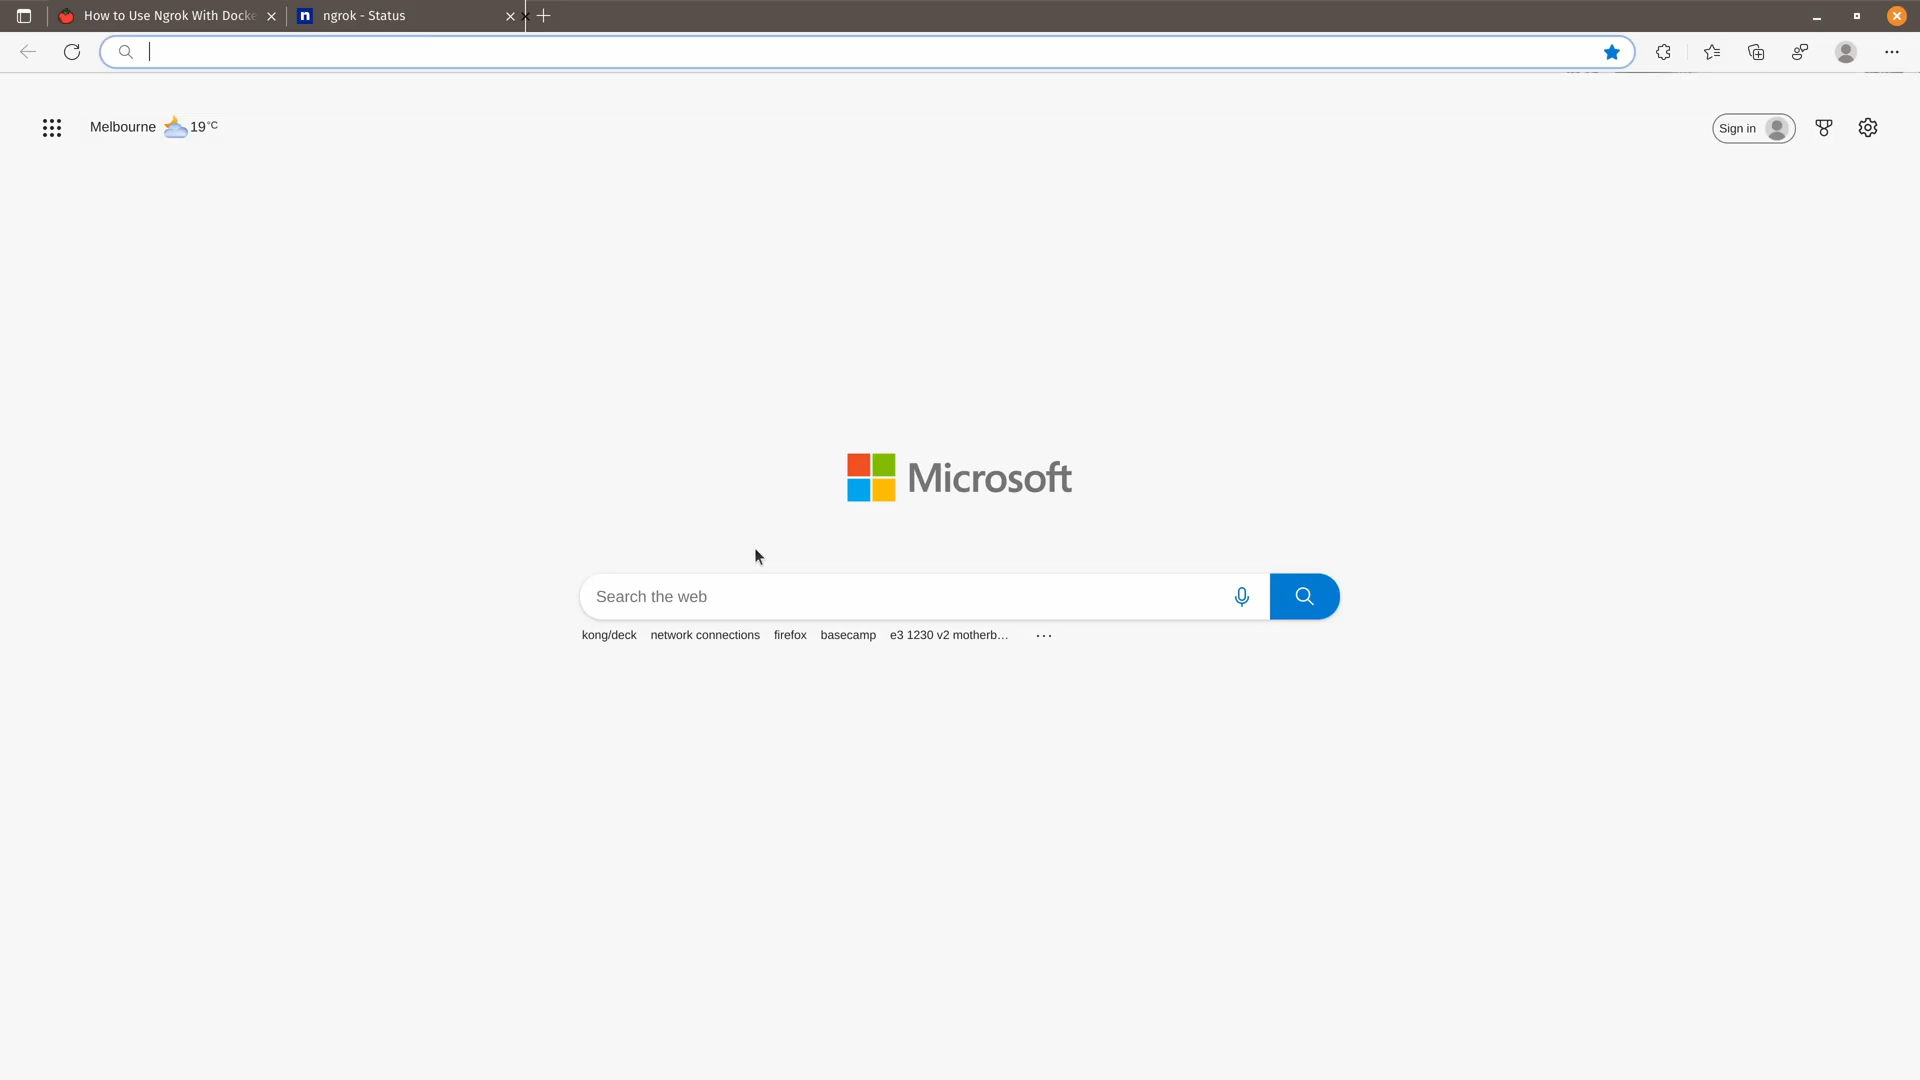 How to Use Ngrok With Docke
n ngrok - Status
Melbourne 19°C
Sign in
Microsoft
Search the web
kong/deck network connections firefox basecamp e3 1230 v2 motherb…